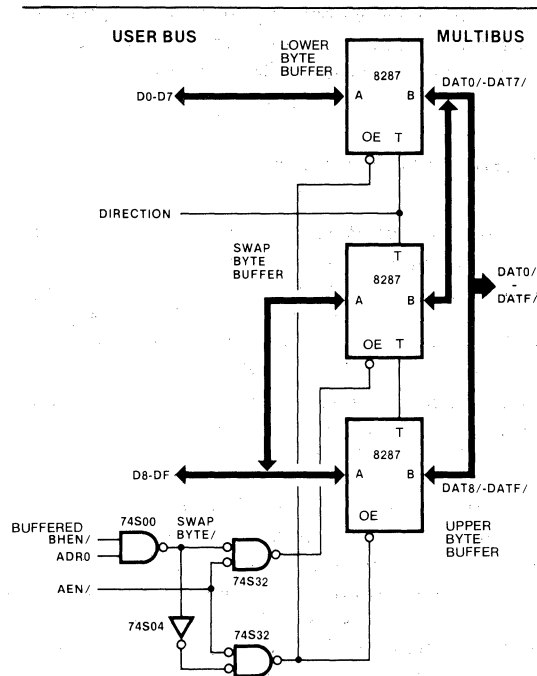 USER BUS
MULTIBUS
LOWER
BYTE
BUFFER
8287
DAT0/-DAT7/
D0-D7
A
B
OE T
DIRECTION
SWAP
BYTE
BUFFER
T
8287
A
B
DAT0/
-
DATF/
OE T
T
8287
D8-DF
A
B
DAT8/-DATF/
OE
UPPER
BYTE
BUFFER
BUFFERED
BHEN/
ADR0
74S00
SWAP
BYTE/
74S32
AEN/
74S04
74S32